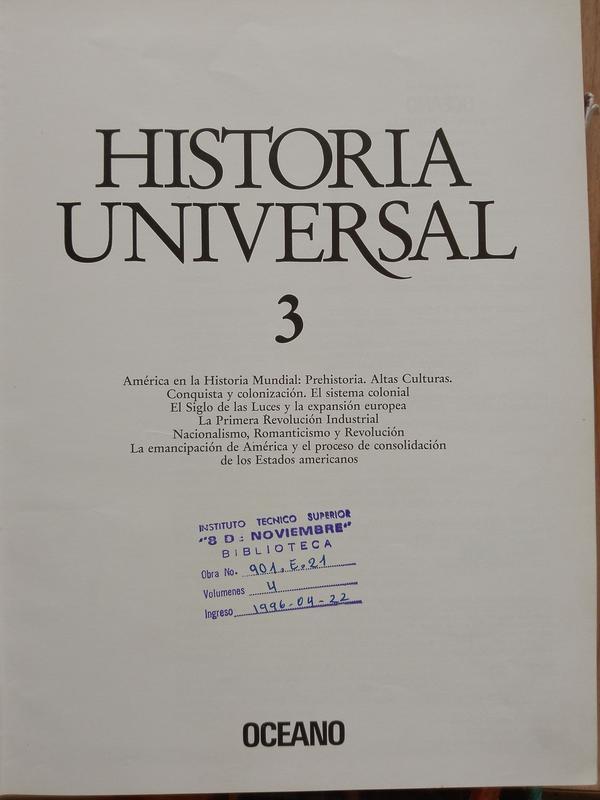 HISTORIA
UNIVERSAL
3
América en la Historia Mundial: Prehistoria. Altas Culturas.
Conquista y colonización. El sistema colonial
El Siglo de las Luces y la expansión europea
La Primera Revolución Industrial
Nacionalismo, Romanticismo y Revolución
La emancipación de América y el proceso de consolidación
de los Estados americanos
INSTITUTO TECNICO SUPERIOR
"8 DE NOVIEMBRE"
BIBLIOTECA
Obra No. 901.E.21
Volumenes 4
Ingreso 1996-04-22
OCEANO